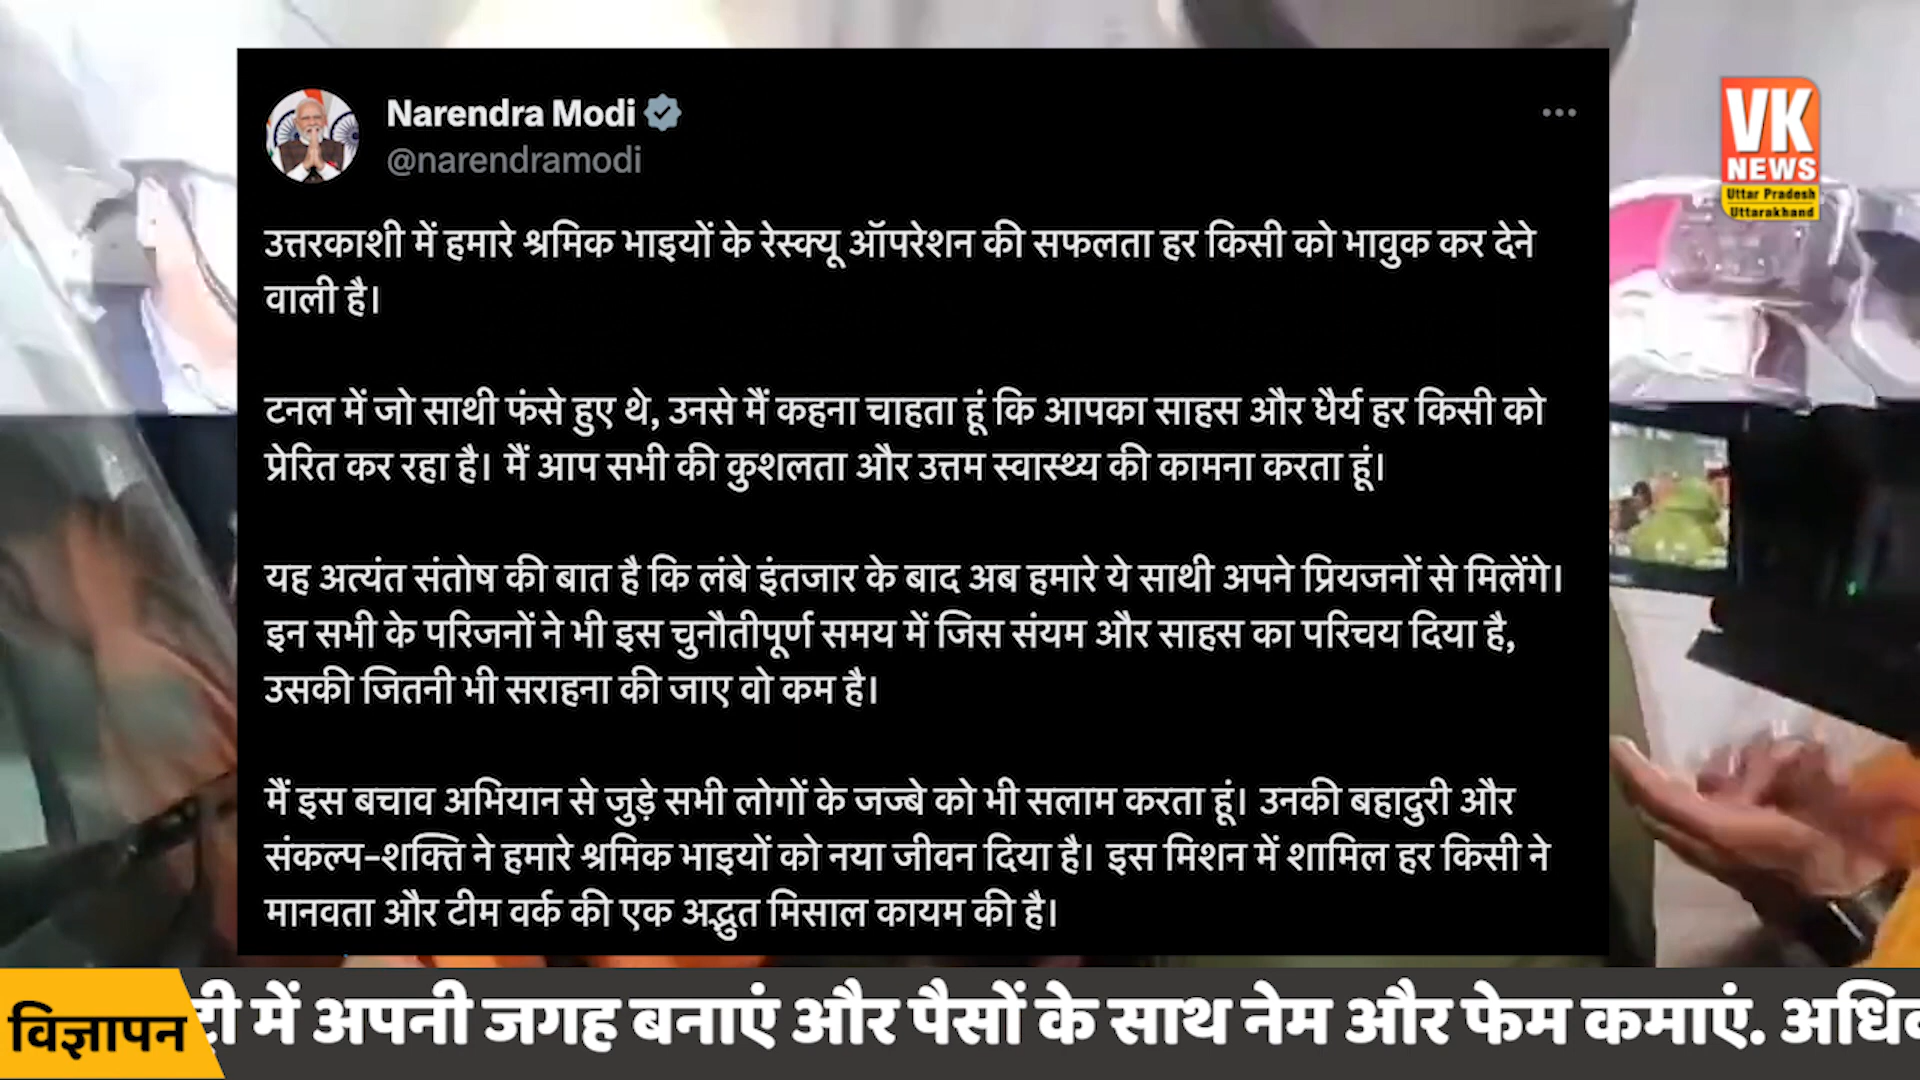 Narendra Modi
@narendramodi
उत्तरकाशी में हमारे श्रमिक भाइयों के रेस्क्यू ऑपरेशन की सफलता हर किसी को भावुक कर देने
वाली है।
टनल में जो साथी फंसे हुए थे, उनसे मैं कहना चाहता हूं कि आपका साहस और धैर्य हर किसी को
प्रेरित कर रहा है। मैं आप सभी की कुशलता और उत्तम स्वास्थ्य की कामना करता हूं।
यह अत्यंत संतोष की बात है कि लंबे इंतजार के बाद अब हमारे ये साथी अपने प्रियजनों से मिलेंगे।
इन सभी के परिजनों ने भी इस चुनौतीपूर्ण समय में जिस संयम और साहस का परिचय दिया है,
उसकी जितनी भी सराहना की जाए वो कम है।
मैं इस बचाव अभियान से जुड़े सभी लोगों के जज्बे को भी सलाम करता हूं। उनकी बहादुरी और
संकल्प-शक्ति ने हमारे श्रमिक भाइयों को नया जीवन दिया है। इस मिशन में शामिल हर किसी ने
मानवता और टीम वर्क की एक अद्भुत मिसाल कायम की है।
VK
NEWS
Uttar Pradesh
Uttarakhand
विज्ञापन
में अपनी जगह बनाएं और पैसों के साथ नेम और फेम कमाएं.